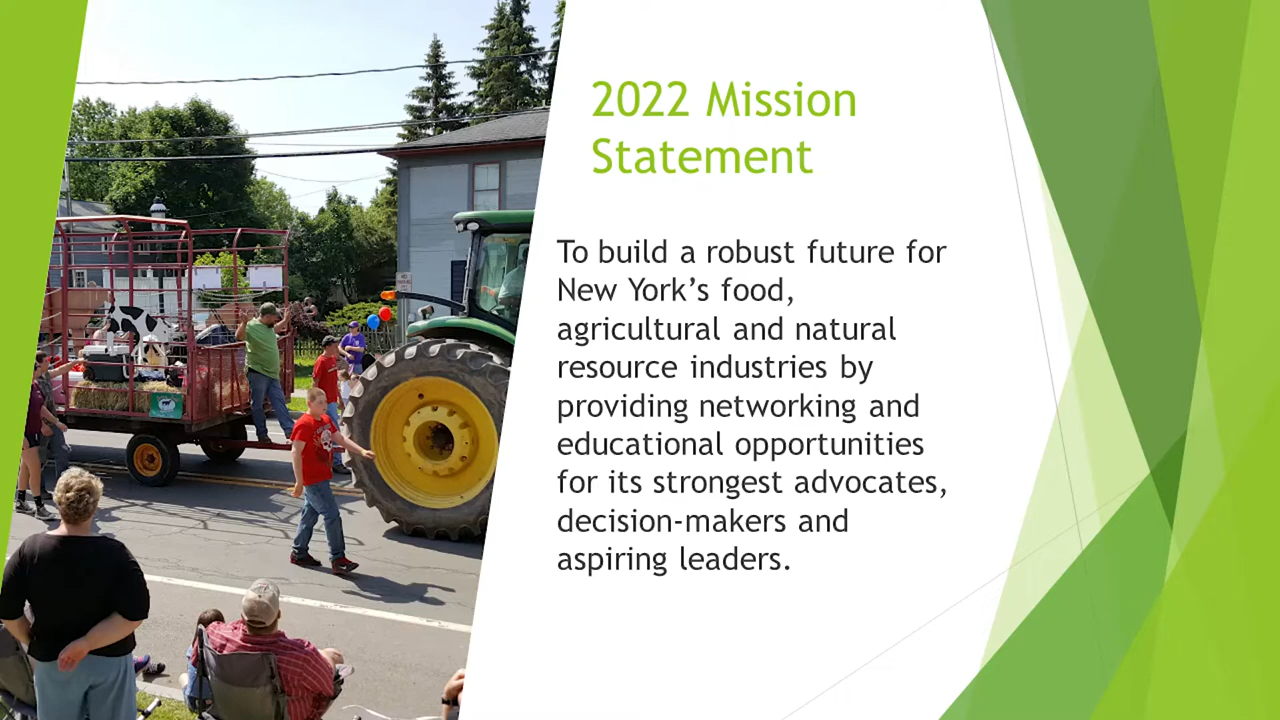 2022 Mission
Statement
To build a robust future for
New York’s food,
agricultural and natural
resource industries by
providing networking and
educational opportunities
for its strongest advocates,
decision-makers and
aspiring leaders.